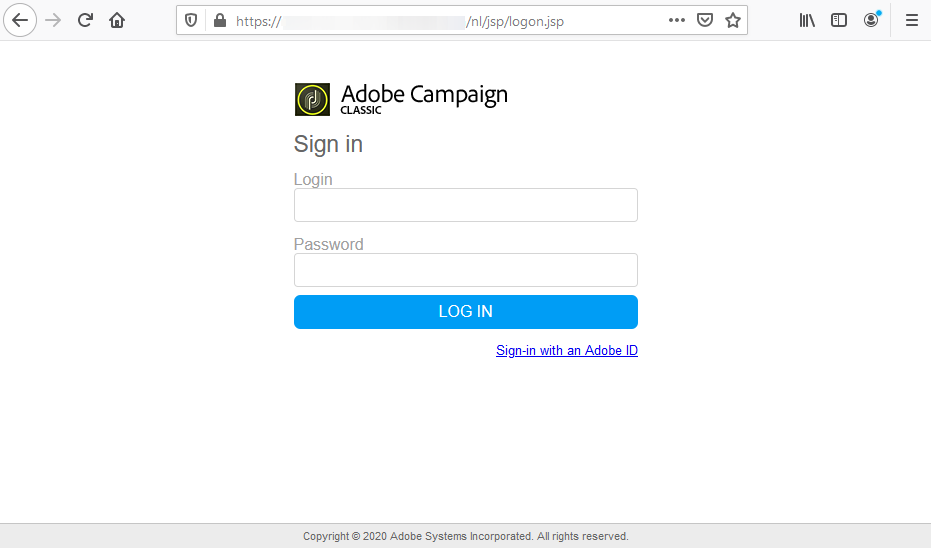 https:// /nl/jsp/logon.jsp
Adobe Campaign
CLASSIC
Sign in
Login
Password
LOG IN
Sign-in with an Adobe ID
Copyright © 2020 Adobe Systems Incorporated. All rights reserved.